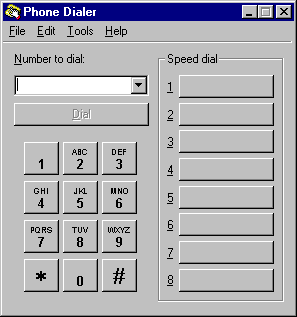 Phone Dialer
File Edit Tools Help
Number to dial:
Dial
1
ABC
2
DEF
3
GHI
4
JKL
5
MNO
6
PQRS
7
TUV
8
WXYZ
9
*
0
#
Speed dial
1
2
3
4
5
6
7
8